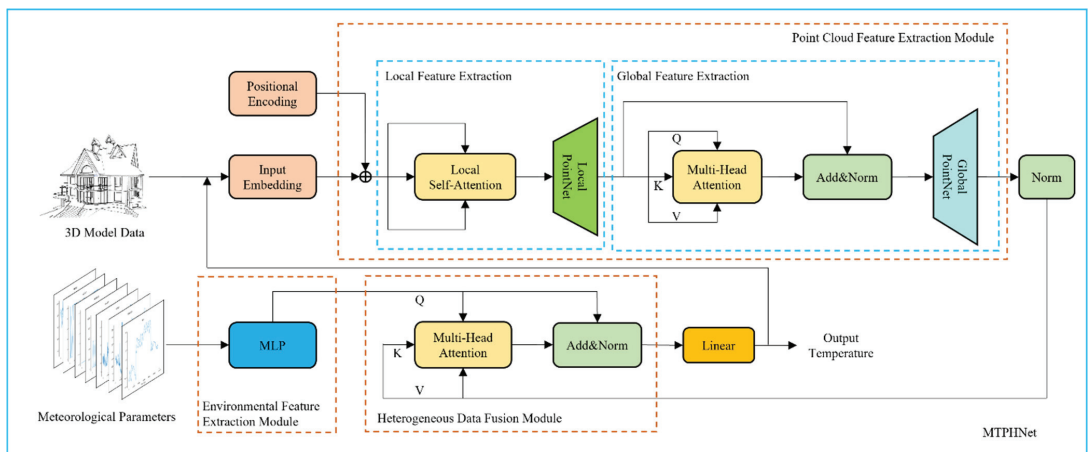 Point Cloud Feature Extraction Module
Local Feature Extraction
Global Feature Extraction
Positional
Encoding
Input
Embedding
Local
Self-Attention
Local
PointNet
Q
K
V
Multi-Head
Attention
Add&Norm
Global
PointNet
Norm
3D Model Data
MLP
Q
K
V
Multi-Head
Attention
Add&Norm
Linear
Output
Temperature
Meteorological Parameters
Environmental Feature
Extraction Module
Heterogeneous Data Fusion Module
MTPHNet